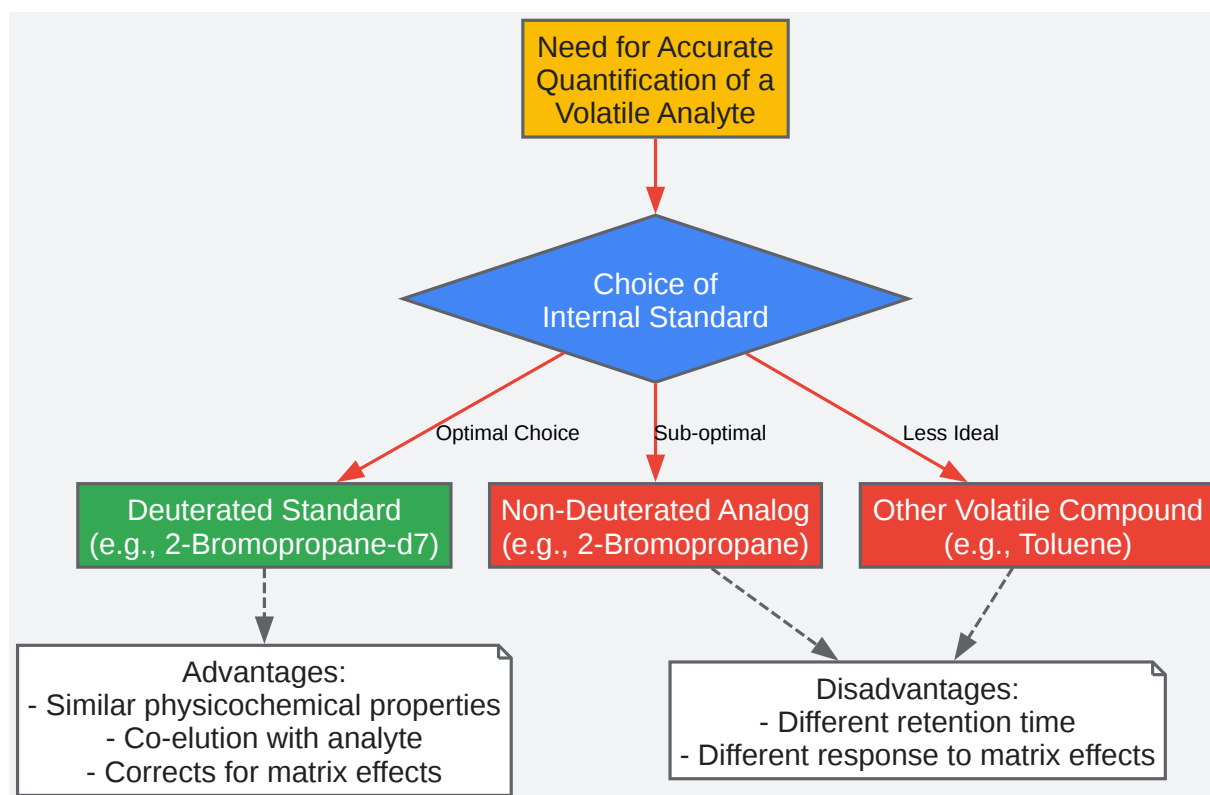 Need for Accurate
Quantification of a
Volatile Analyte
Choice of
Internal Standard
Optimal Choice
Sub-optimal
Less Ideal
Deuterated Standard
(e.g., 2-Bromopropane-d7)
Non-Deuterated Analog
(e.g., 2-Bromopropane)
Other Volatile Compound
(e.g., Toluene)
Advantages:
- Similar physicochemical properties
- Co-elution with analyte
- Corrects for matrix effects
Disadvantages:
- Different retention time
- Different response to matrix effects